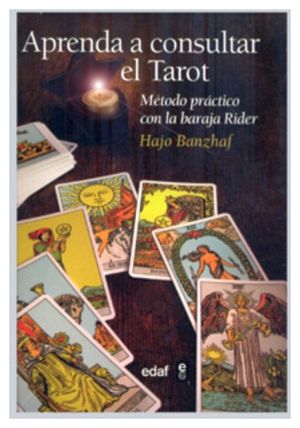 Aprenda a consultar
el Tarot
Método práctico
con la baraja Rider
Hajo Banzhaf
edaf e